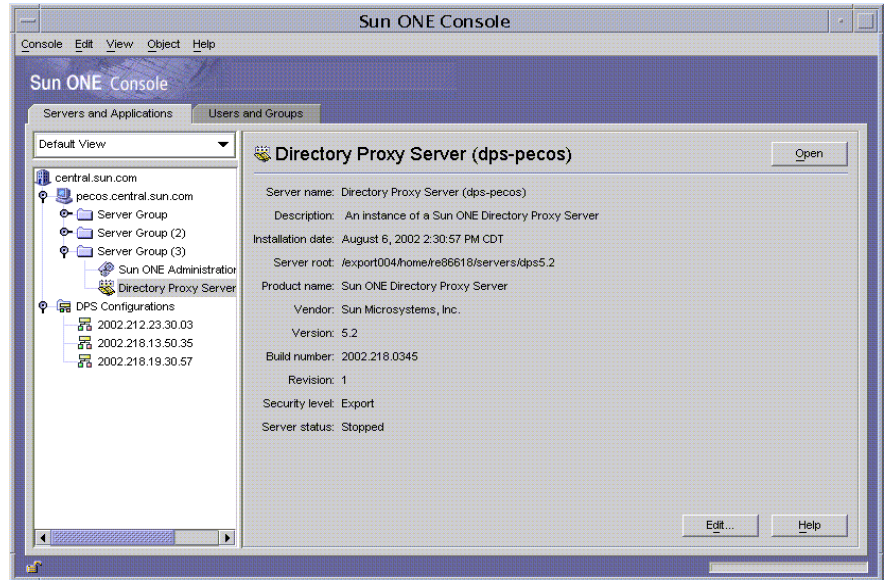 Sun ONE Console
Console Edit View Object Help
Sun ONE Console
Servers and Applications
Users and Groups
Default View
central.sun.com
pecos.central.sun.com
Server Group
Server Group (2)
Server Group (3)
Sun ONE Administration
Directory Proxy Server
DPS Configurations
2002.212.23.30.03
2002.218.13.50.35
2002.218.19.30.57
Directory Proxy Server (dps-pecos)
Open
Server name: Directory Proxy Server (dps-pecos)
Description: An instance of a Sun ONE Directory Proxy Server
Installation date: August 6, 2002 2:30:57 PM CDT
Server root: /export004/home/re86618/servers/dps5.2
Product name: Sun ONE Directory Proxy Server
Vendor: Sun Microsystems, Inc.
Version: 5.2
Build number: 2002.218.0345
Revision: 1
Security level: Export
Server status: Stopped
Edit...
Help